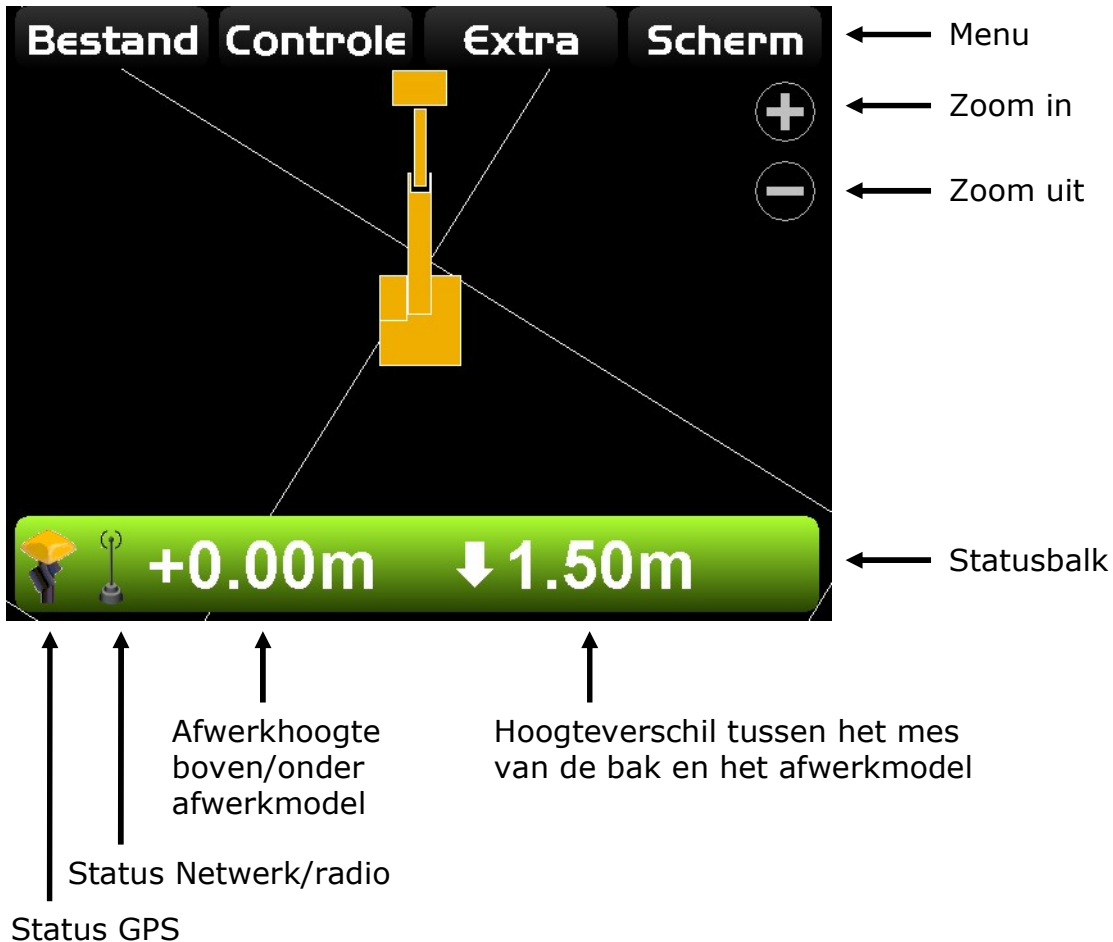 Bestand Controle Extra Scherm
Menu
Zoom in
Zoom uit
+0.00m 1.50m
Statusbalk
Afwerkhoogte
boven/onder
afwerkmodel
Hoogteverschil tussen het mes
van de bak en het afwerkmodel
Status Netwerk/radio
Status GPS